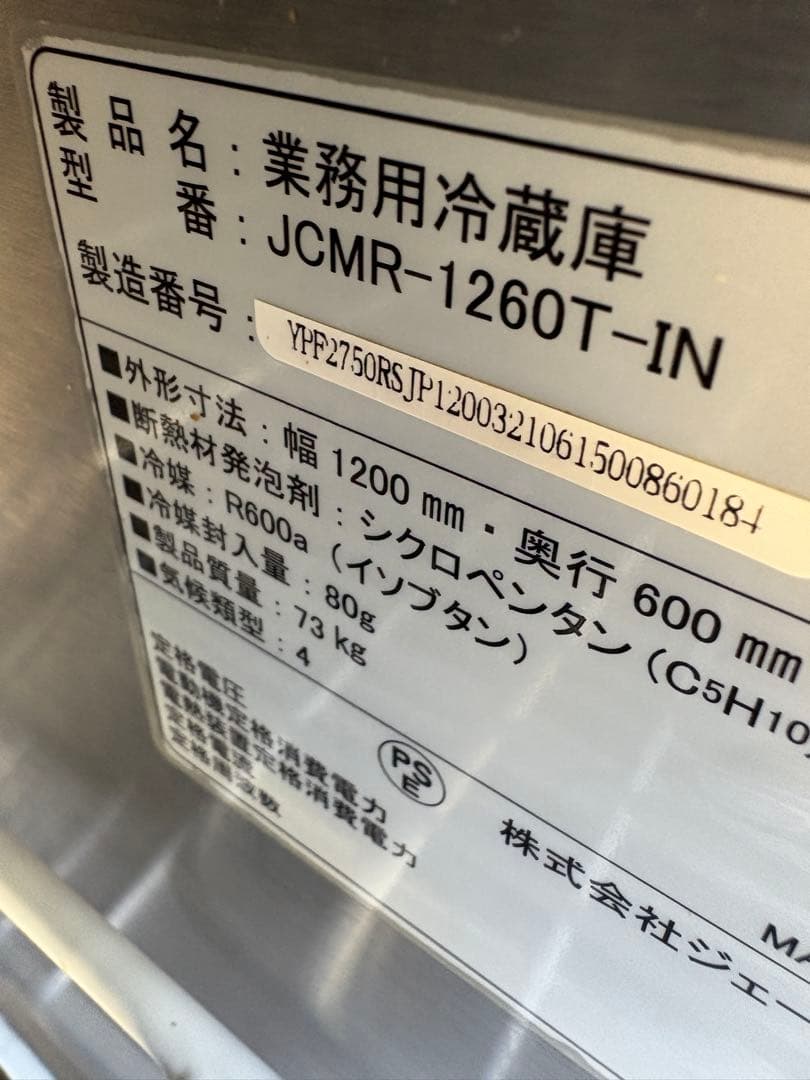 製品名：業務用冷蔵庫
型番：JCMR-1260T-IN
製造番号：YPF2750RSJP1200321061500860184
■外形寸法：幅 1200 mm・奥行 600 mm
■断熱材発泡剤：シクロペンタン（C5H10
■冷媒：R600a（イソブタン）
■冷媒封入量：80g
■製品質量：73 kg
■気候類型：4
定格電圧
電動機定格消費電力
電熱装置定格消費電力
定格電流
定格周波数
PSE
株式会社ジェー
MA